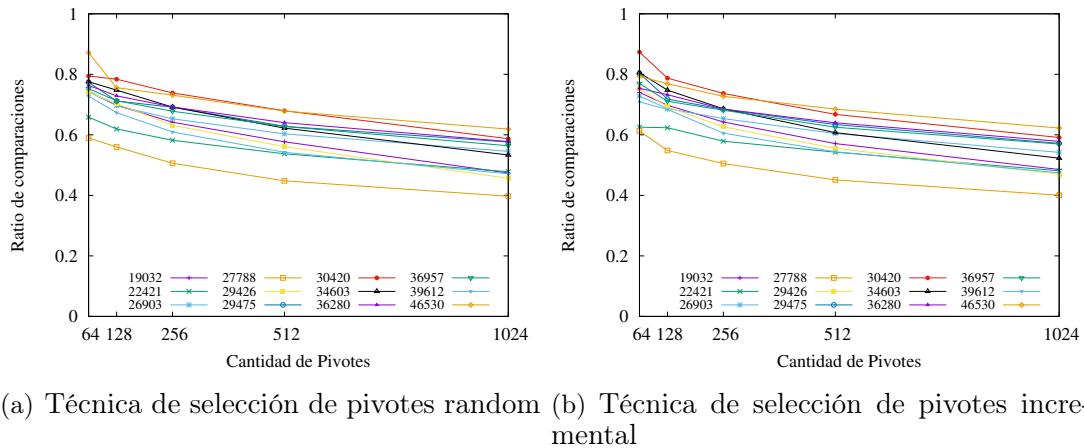 1
0.8
0.6
0.4
0.2
0
Ratio de comparaciones
64 128 256 512 1024
Cantidad de Pivotes
19032 27788 30420 36957
22421 29426 34603 39612
26903 29475 36280 46530
(a) Técnica de selección de pivotes random
1
0.8
0.6
0.4
0.2
0
Ratio de comparaciones
64 128 256 512 1024
Cantidad de Pivotes
19032 27788 30420 36957
22421 29426 34603 39612
26903 29475 36280 46530
(b) Técnica de selección de pivotes incre-
mental